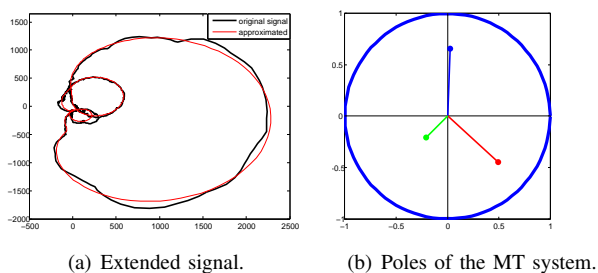 original signal
approximated
1500
1000
500
0
−500
−1000
−1500
−2000
−500 0 500 1000 1500 2000 2500
1
0.5
0
−0.5
−1
−1 −0.5 0 0.5 1
(a) Extended signal.
(b) Poles of the MT system.